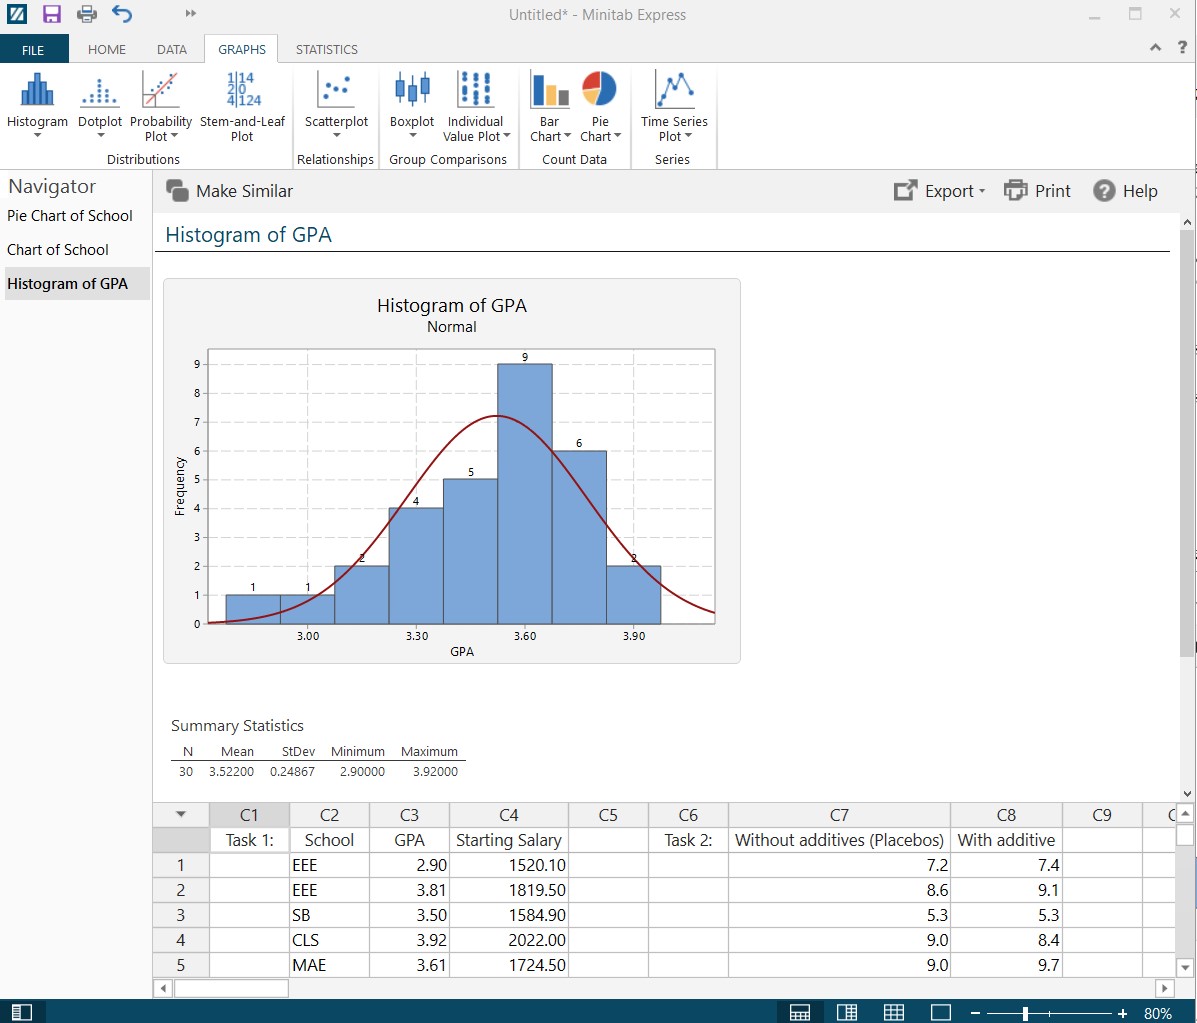 Untitled* - Minitab Express
FILE HOME DATA GRAPHS STATISTICS
Histogram Dotplot Probability Plot Stem-and-Leaf Plot Scatterplot Boxplot Individual Value Plot Bar Chart Pie Chart Time Series Plot
Distributions Relationships Group Comparisons Count Data Series
Navigator
Pie Chart of School
Chart of School
Histogram of GPA
Make Similar Export Print Help
Histogram of GPA
Histogram of GPA
Normal
9
8
7
6
5
4
3
2
1
0
Frequency
1 1 2 4 5 9 6 2
3.00 3.30 3.60 3.90
GPA
Summary Statistics
N Mean StDev Minimum Maximum
30 3.52200 0.24867 2.90000 3.92000
C1 C2 C3 C4 C5 C6 C7 C8 C9
Task 1: School GPA Starting Salary Task 2: Without additives (Placebos) With additive
1 EEE 2.90 1520.10 7.2 7.4
2 EEE 3.81 1819.50 8.6 9.1
3 SB 3.50 1584.90 5.3 5.3
4 CLS 3.92 2022.00 9.0 8.4
5 MAE 3.61 1724.50 9.0 9.7
80%